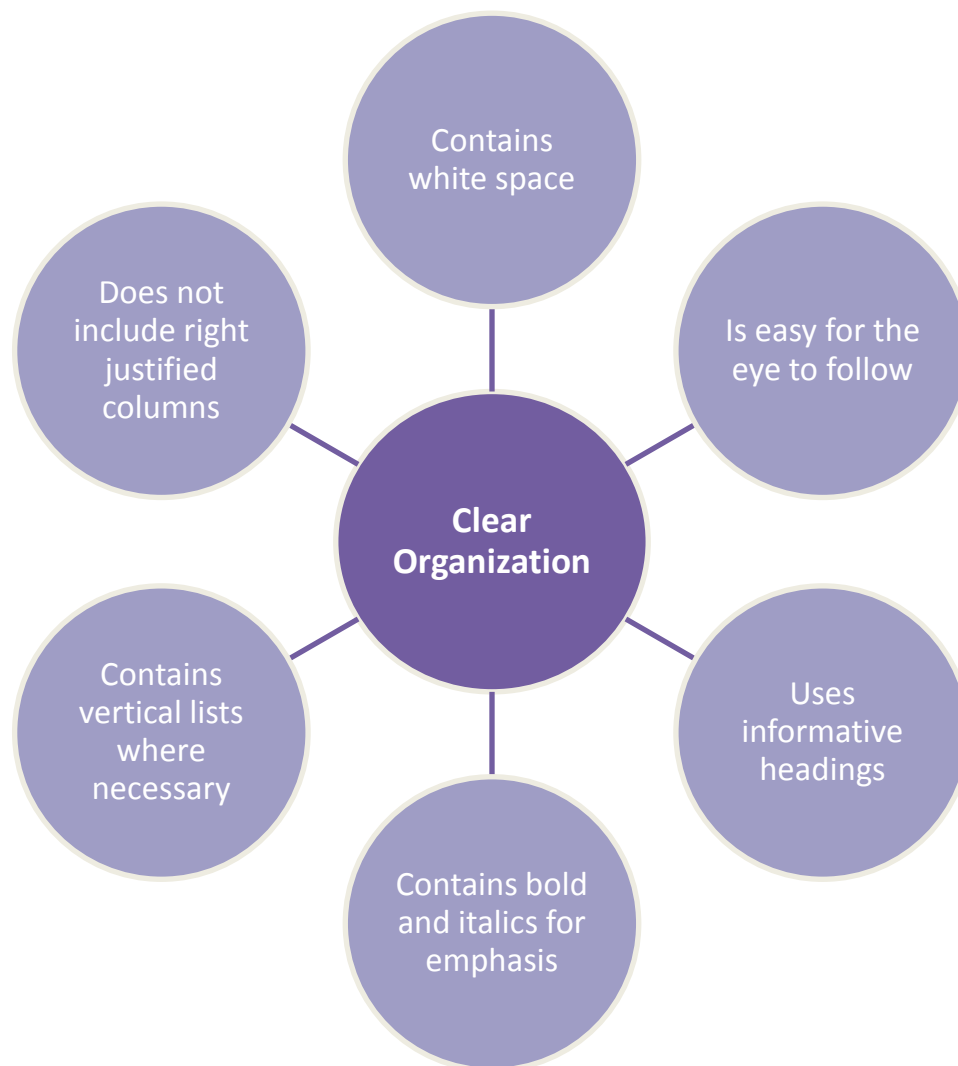 Contains
white space
Is easy for the
eye to follow
Uses
informative
headings
Contains bold
and italics for
emphasis
Contains
vertical lists
where
necessary
Does not
include right
justified
columns
Clear
Organization